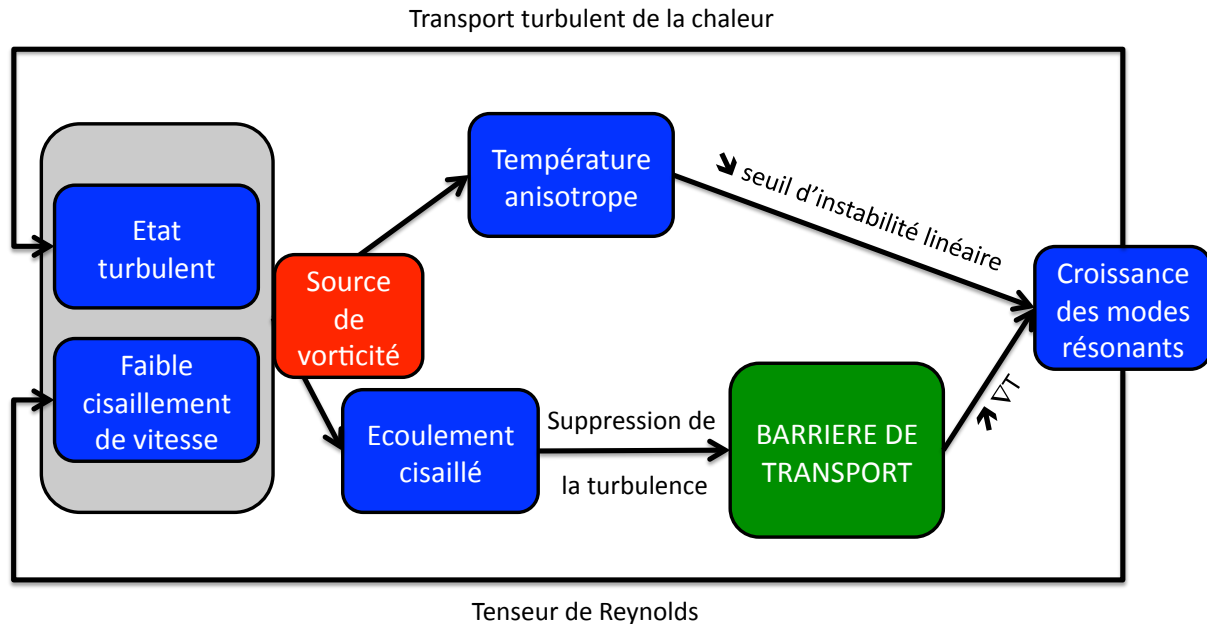 Transport turbulent de la chaleur
Etat
turbulent
Faible
cisaillement
de vitesse
Source
de
vorticité
Température
anisotrope
➘ seuil d’instabilité linéaire
Ecoulement
cisaillé
Suppression de
la turbulence
BARRIERE DE
TRANSPORT
➚ ∇T
Croissance
des modes
résonants
Tenseur de Reynolds